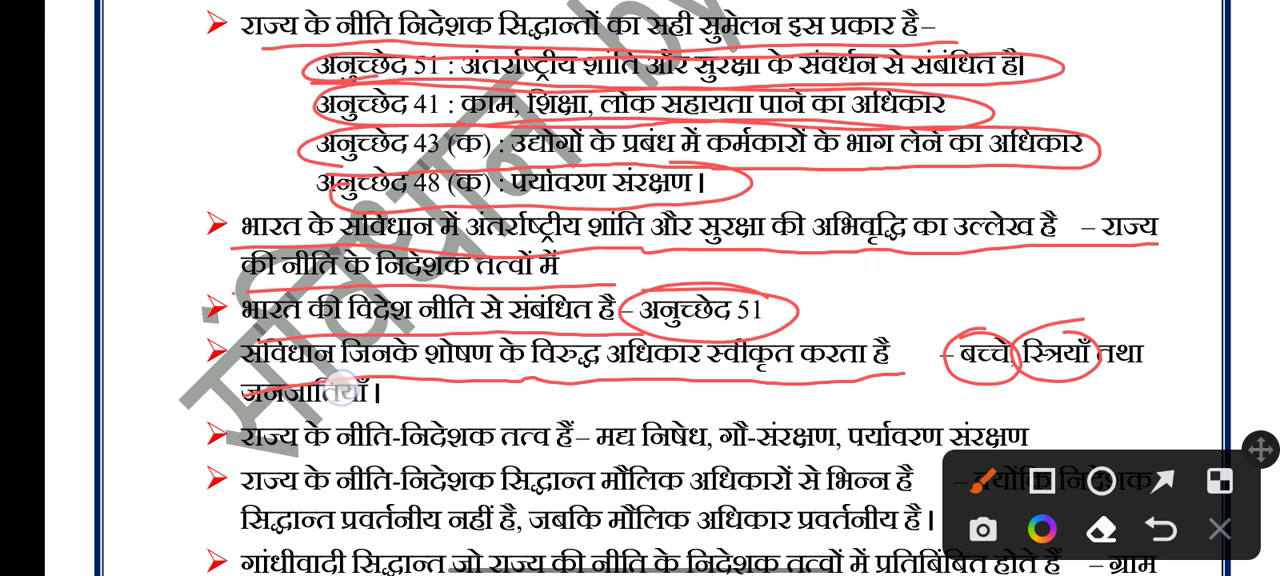 राज्य के नीति निदेशक सिद्धान्तों का सही सुमेलन इस प्रकार है–
अनुच्छेद 51 : अंतर्राष्ट्रीय शांति और सुरक्षा के संवर्धन से संबंधित है।
अनुच्छेद 41 : काम, शिक्षा, लोक सहायता पाने का अधिकार
अनुच्छेद 43 (क) : उद्योगों के प्रबंध में कर्मकारों के भाग लेने का अधिकार
अनुच्छेद 48 (क) : पर्यावरण संरक्षण।
भारत के संविधान में अंतर्राष्ट्रीय शांति और सुरक्षा की अभिवृद्धि का उल्लेख है – राज्य
की नीति के निदेशक तत्वों में
भारत की विदेश नीति से संबंधित है – अनुच्छेद 51
संविधान जिनके शोषण के विरुद्ध अधिकार स्वीकृत करता है – बच्चे, स्त्रियाँ तथा
जनजातियाँ।
राज्य के नीति-निदेशक तत्व हैं– मद्य निषेध, गौ-संरक्षण, पर्यावरण संरक्षण
राज्य के नीति-निदेशक सिद्धान्त मौलिक अधिकारों से भिन्न है – क्योंकि निदेशक
सिद्धान्त प्रवर्तनीय नहीं है, जबकि मौलिक अधिकार प्रवर्तनीय है।
गांधीवादी सिद्धान्त जो राज्य की नीति के निदेशक तत्वों में प्रतिबिंबित होते हैं – ग्राम
संविधान by